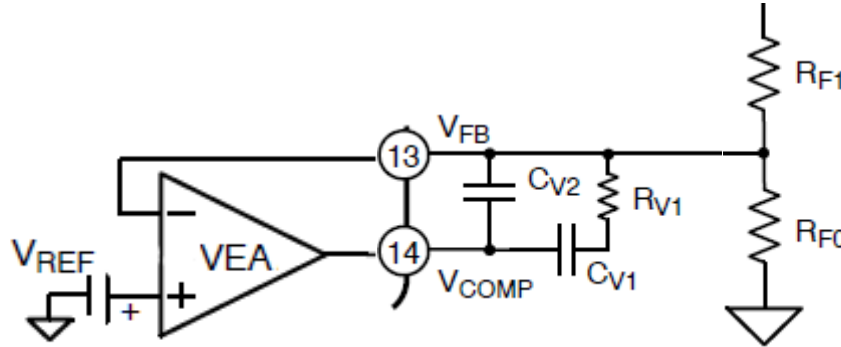 RF1
VFB
13
CV2
RV1
VREF
−
VEA
14
RF0
+
+
VCOMP
CV1